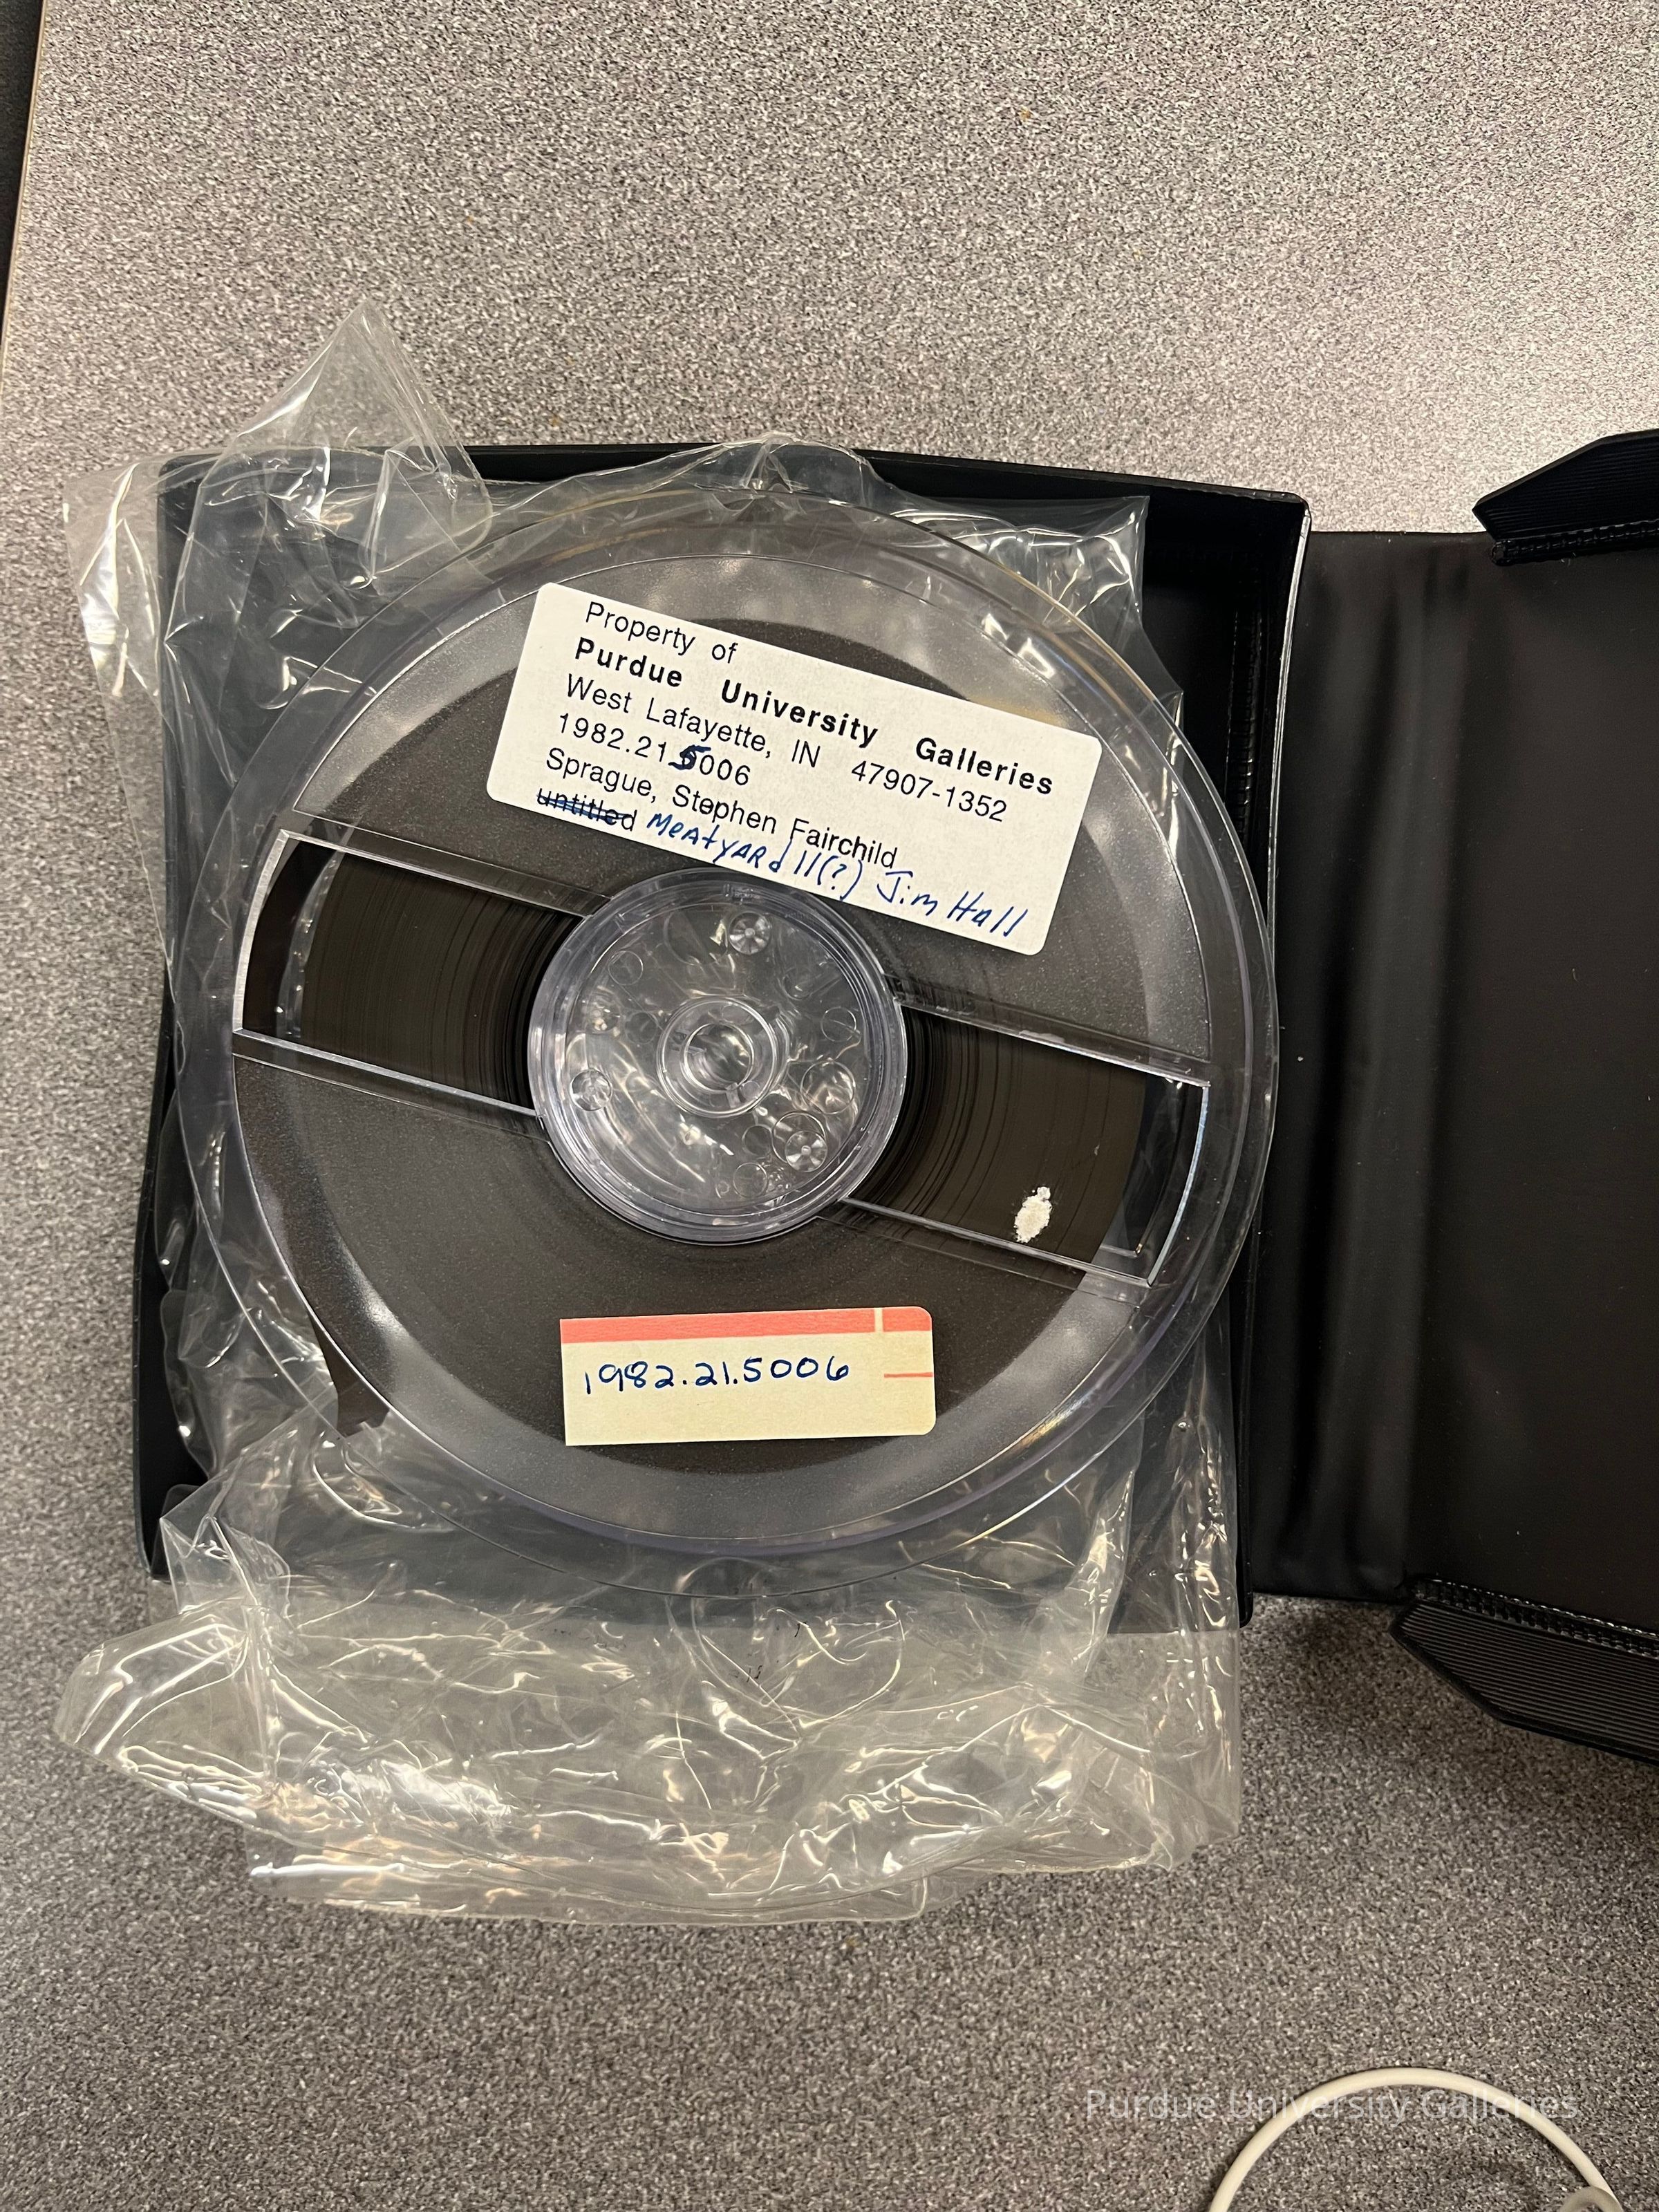 Property of
Purdue University Galleries
West Lafayette, IN 47907-1352
1982.21.5006
Sprague, Stephen Fairchild
untitled Meatyard II(?) Jim Hall
1982.21.5006
Purdue University Galleries